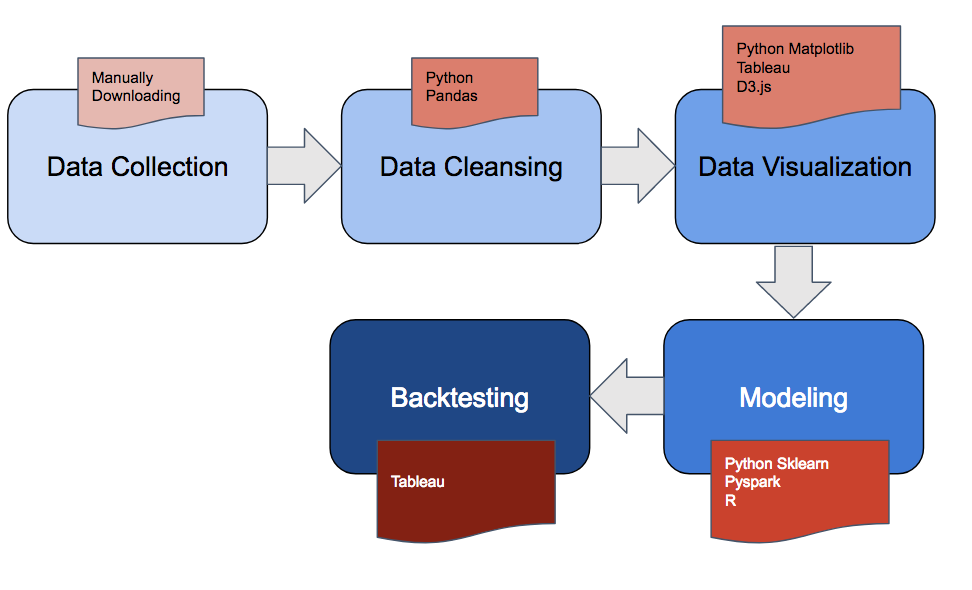 Manually
Downloading
Data Collection
Python
Pandas
Data Cleansing
Python Matplotlib
Tableau
D3.js
Data Visualization
Modeling
Python Sklearn
Pyspark
R
Backtesting
Tableau